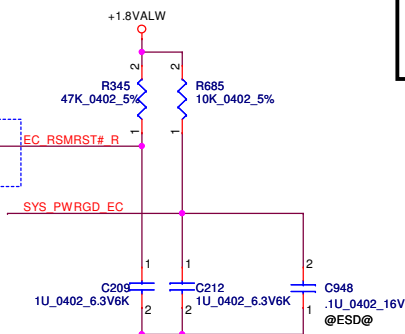 +1.8VALW
2
2
R345
R685
47K_0402_5%
10K_0402_5%
1
1
EC_RSMRST#_R
SYS_PWRGD_EC
1
1
2
C209
C212
C948
1U_0402_6.3V6K
1U_0402_6.3V6K
.1U_0402_16V
2
2
1
@ESD@